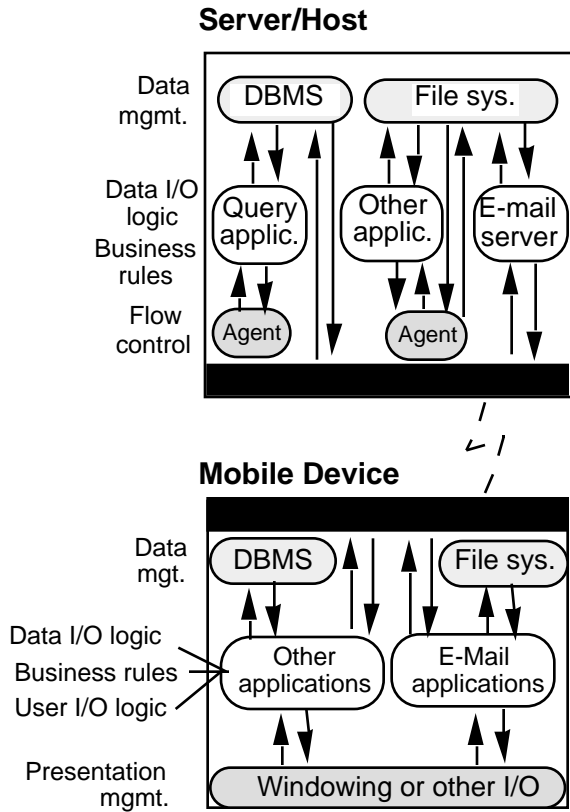 Server/Host
Data
mgmt.
DBMS
File sys.
Data I/O
logic
Business
rules
Query
applic.
Other
applic.
E-mail
server
Flow
control
Agent
Agent
Mobile Device
Data
mgt.
DBMS
File sys.
Data I/O logic
Business rules
User I/O logic
Other
applications
E-Mail
applications
Presentation
mgmt.
Windowing or other I/O